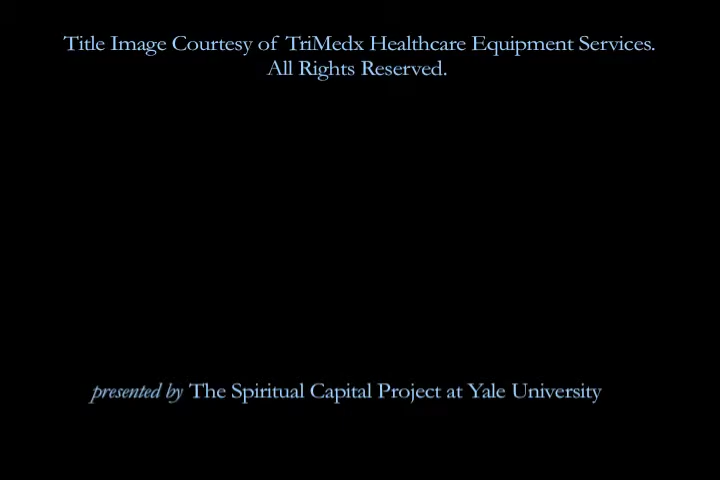 Title Image Courtesy of TriMedx Healthcare Equipment Services.
All Rights Reserved.
presented by The Spiritual Capital Project at Yale University